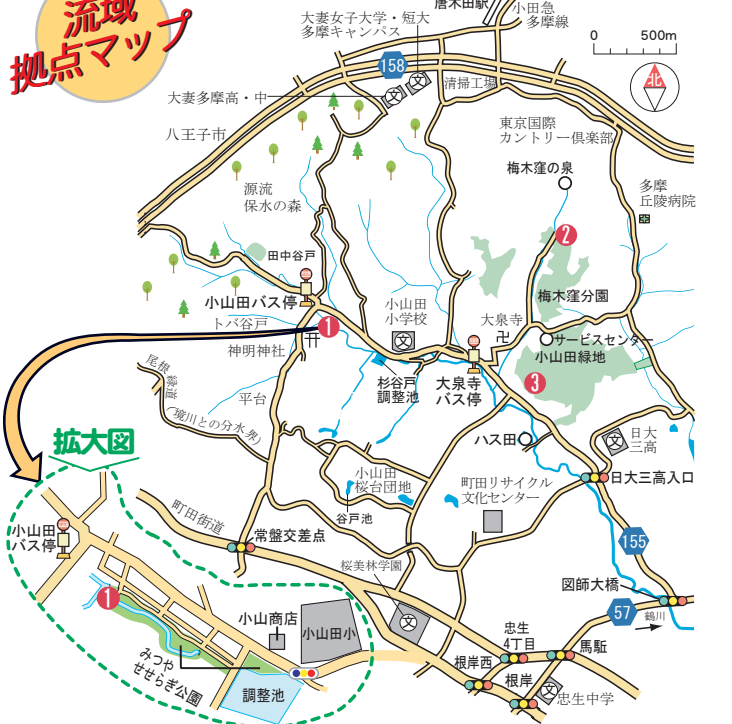 流域
拠点マップ
唐木田駅
小田急
多摩線
大妻女子大学・短大
多摩キャンパス
0 500m
北
158
文
文
清掃工場
大妻多摩高・中
八王子市
東京国際
カントリー倶楽部
梅木窪の泉
源流
保水の森
多摩
丘陵病院
2
田中谷戸
小山田バス停
梅木窪分園
小山田
小学校
文
大泉寺
卍
トバ谷戸
1
神明神社
サービスセンター
小山田緑地
尾根
緑道
杉谷戸
調整池
大泉寺
バス停
3
平台
(境川との分水界)
ハス田
日大
三高
文
拡大図
小山田
桜台団地
町田リサイクル
文化センター
日大三高入口
谷戸池
町田街道
小山田
バス停
常盤交差点
155
桜美林学園
図師大橋
1
小山商店
小山田小
文
57
鶴川
忠生
4丁目
馬駈
みつや
せせらぎ公園
根岸西
根岸
調整池
文
忠生中学